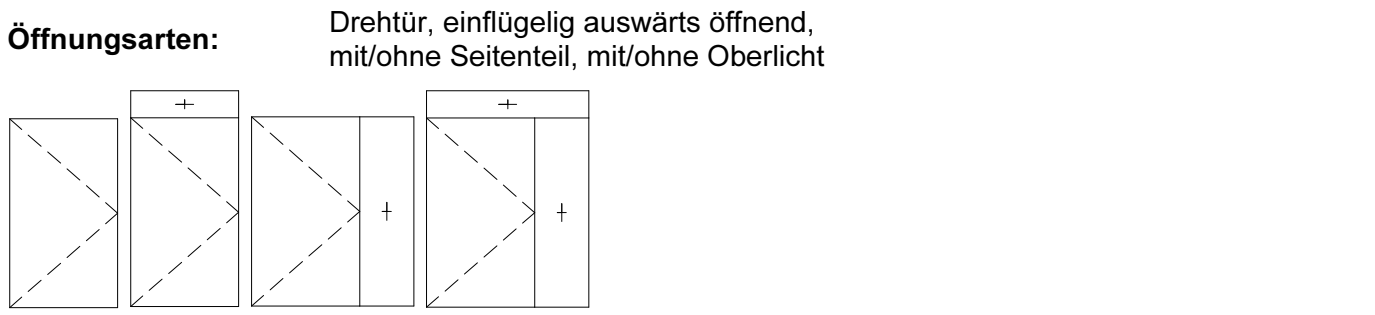 Öffnungsarten:
Drehtür, einflügelig auswärts öffnend,
mit/ohne Seitenteil, mit/ohne Oberlicht